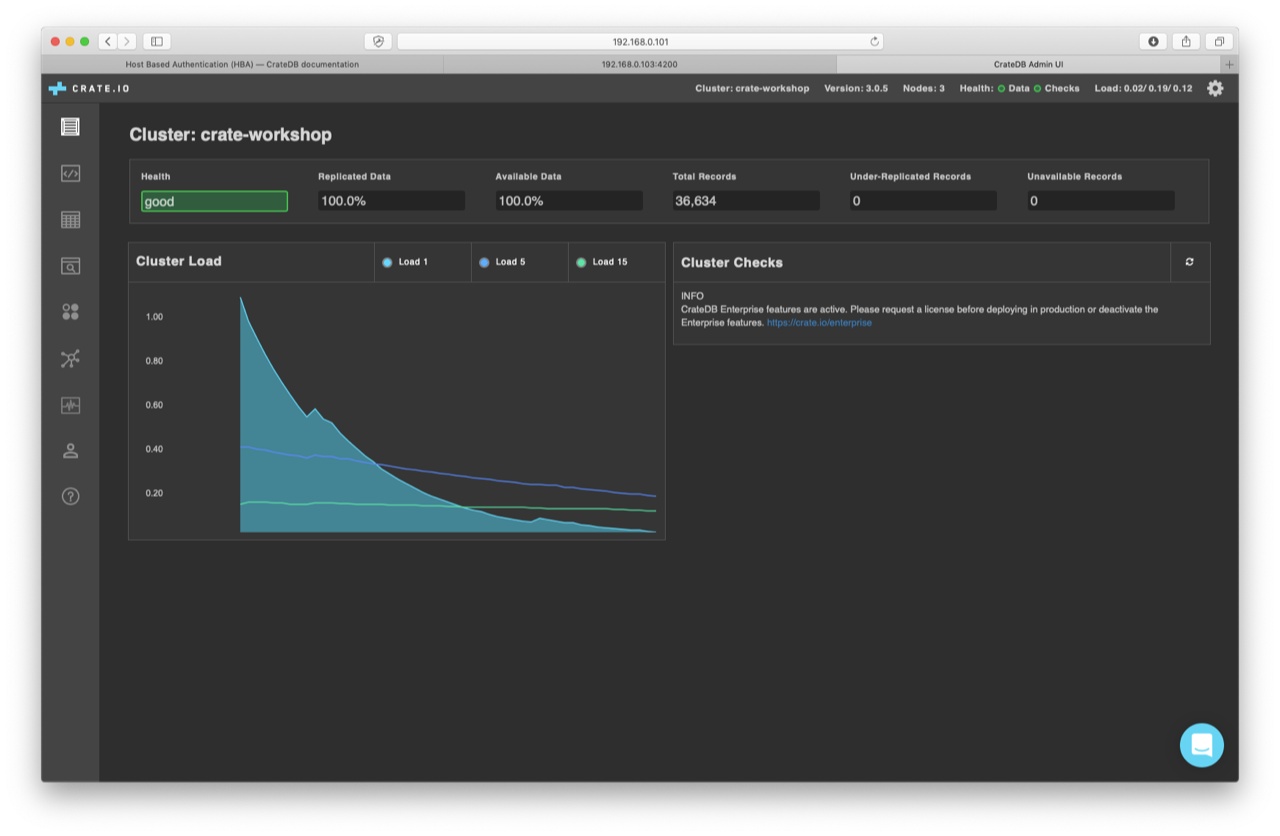 192.168.0.101
Host Based Authentication (HBA) — CrateDB documentation
192.168.0.103:4200
CrateDB Admin UI
CRATE.IO
Cluster: crate-workshop
Version: 3.0.5
Nodes: 3
Health: Data Checks
Load: 0.02/ 0.19/ 0.12
Cluster: crate-workshop
Health
Replicated Data
Available Data
Total Records
Under-Replicated Records
Unavailable Records
good
100.0%
100.0%
36,634
0
0
Cluster Load
Load 1
Load 5
Load 15
1.00
0.80
0.60
0.40
0.20
Cluster Checks
INFO
CrateDB Enterprise features are active. Please request a license before deploying in production or deactivate the
Enterprise features. https://crate.io/enterprise